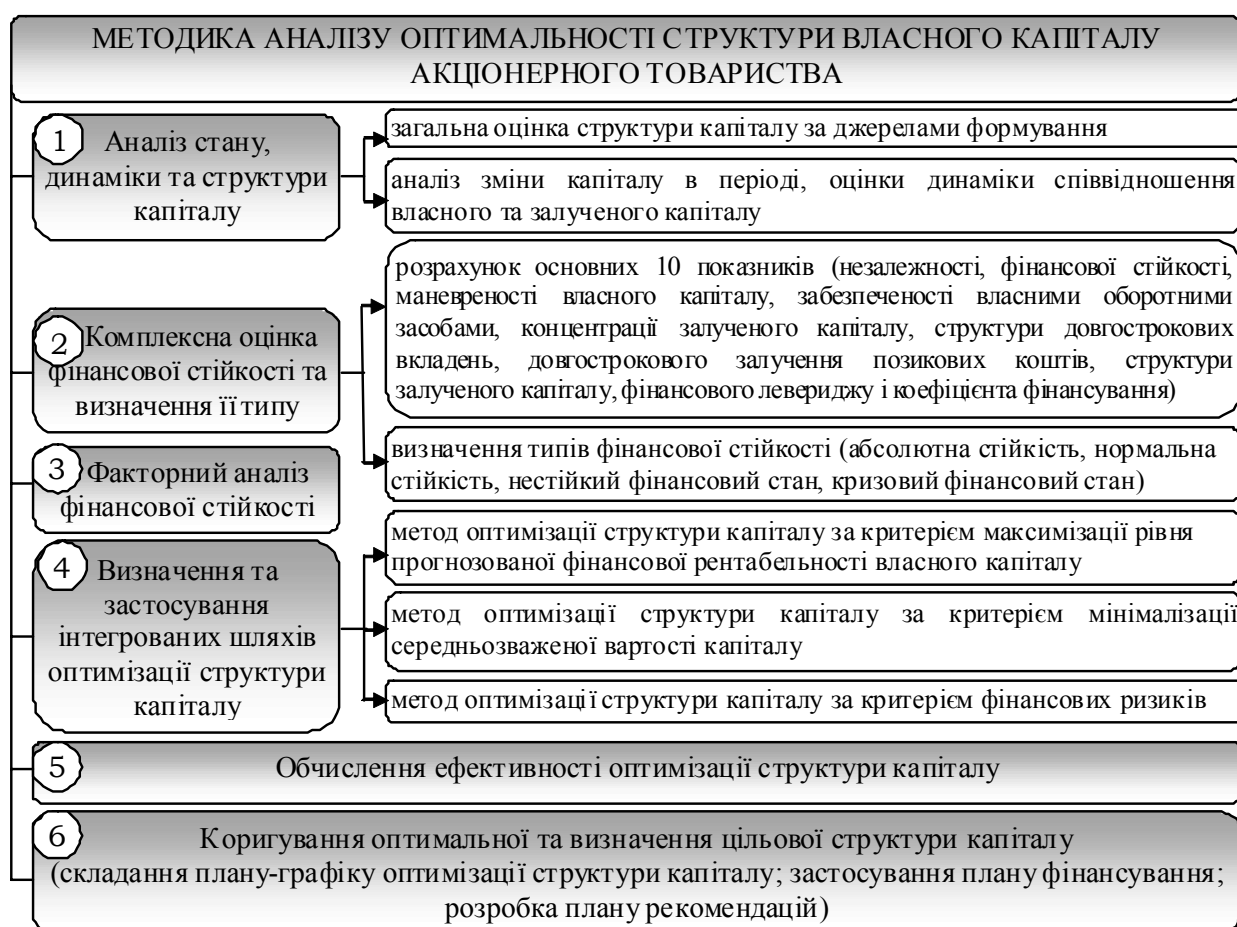 МЕТОДИКА АНАЛІЗУ ОПТИМАЛЬНОСТІ СТРУКТУРИ ВЛАСНОГО КАПІТАЛУ
АКЦІОНЕРНОГО ТОВАРИСТВА
1
Аналіз стану,
динаміки та структури
капіталу
загальна оцінка структури капіталу за джерелами формування
аналіз зміни капіталу в періоді, оцінки динаміки співвідношення
власного та залученого капіталу
2
Комплексна оцінка
фінансової стійкості та
визначення її типу
розрахунок основних 10 показників (незалежності, фінансової стійкості,
маневреності власного капіталу, забезпеченості власними оборотними
засобами, концентрації залученого капіталу, структури довгострокових
вкладень, довгострокового залучення позикових коштів, структури
залученого капіталу, фінансового левериджу і коефіцієнта фінансування)
визначення типів фінансової стійкості (абсолютна стійкість, нормальна
стійкість, нестійкий фінансовий стан, кризовий фінансовий стан)
3
Факторний аналіз
фінансової стійкості
4
Визначення та
застосування
інтегрованих шляхів
оптимізації структури
капіталу
метод оптимізації структури капіталу за критерієм максимізації рівня
прогнозованої фінансової рентабельності власного капіталу
метод оптимізації структури капіталу за критерієм мінімалізації
середньозваженої вартості капіталу
метод оптимізації структури капіталу за критерієм фінансових ризиків
5
Обчислення ефективності оптимізації структури капіталу
6
Коригування оптимальної та визначення цільової структури капіталу
(складання плану-графіку оптимізації структури капіталу; застосування плану фінансування;
розробка плану рекомендацій)